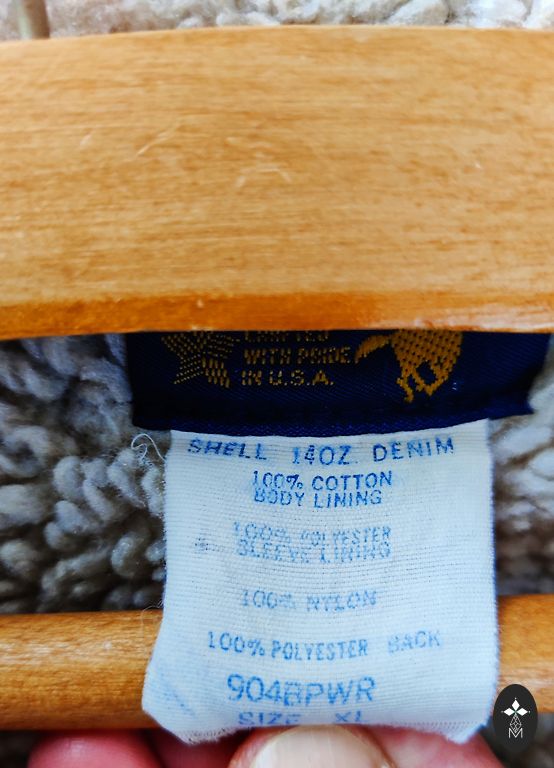 CRAFTED
WITH PRIDE
IN U.S.A.
SHELL 14OZ DENIM
100% COTTON
BODY LINING
100% POLYESTER
SLEEVE LINING
100% NYLON
100% POLYESTER BACK
904BPWR
SIZE XL
M